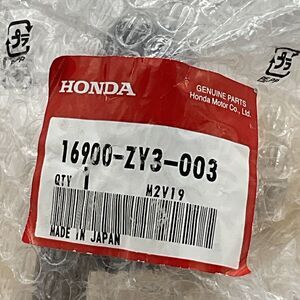 HONDA
GENUINE PARTS
Honda Motor Co., Ltd.
16900-ZY3-003
QTY 1 M2V19
MADE IN JAPAN